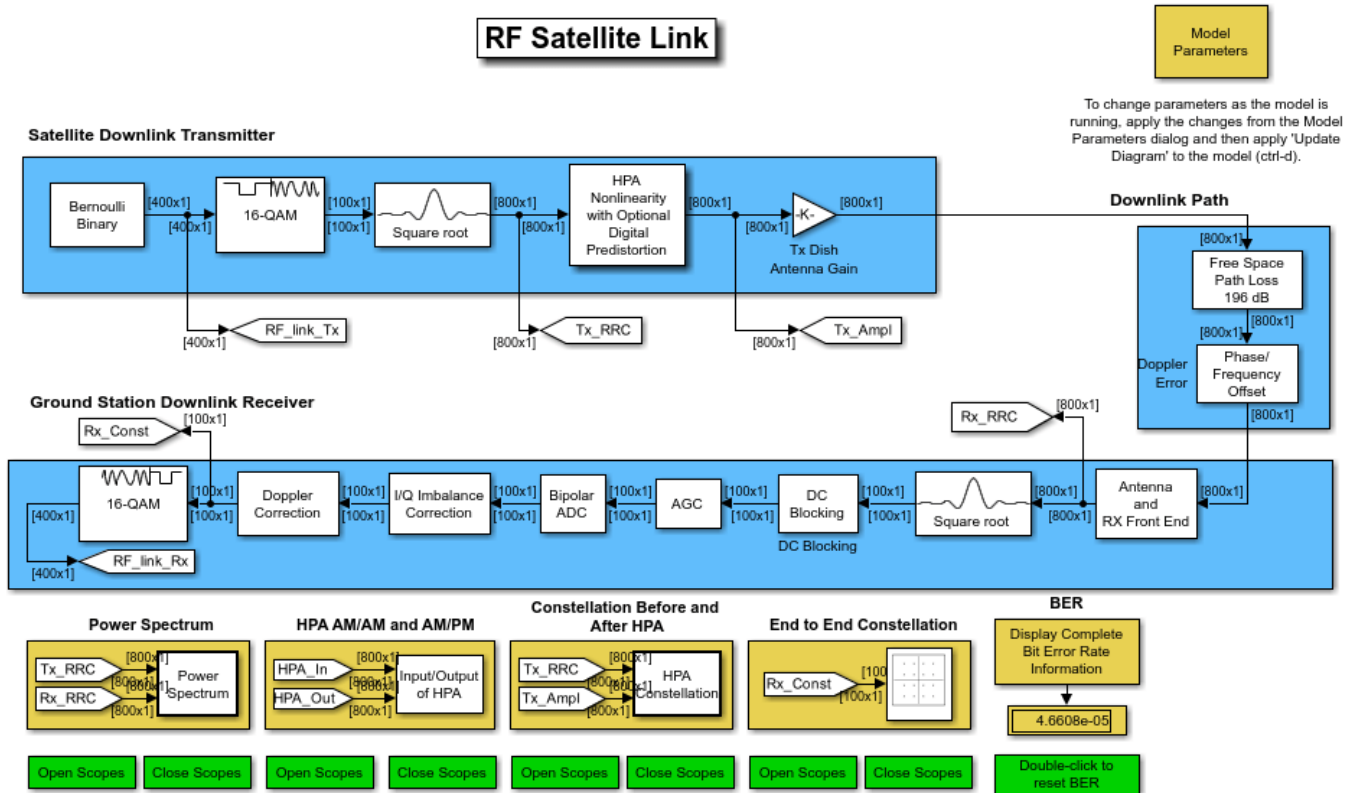 RF Satellite Link
Model
Parameters
To change parameters as the model is
running, apply the changes from the Model
Parameters dialog and then apply 'Update
Diagram' to the model (ctrl-d).
Satellite Downlink Transmitter
Bernoulli
Binary
[400x1]
[400x1]
16-QAM
[100x1]
[100x1]
Square root
[800x1]
[800x1]
HPA
Nonlinearity
with Optional
Digital
Predistortion
[800x1]
[800x1]
-K-
Tx Dish
Antenna Gain
[800x1]
RF_link_Tx
[400x1]
Tx_RRC
[800x1]
Tx_Ampl
[800x1]
Downlink Path
[800x1]
Free Space
Path Loss
196 dB
[800x1]
[800x1]
Doppler
Error
Phase/
Frequency
Offset
[800x1]
Ground Station Downlink Receiver
Rx_Const
[100x1]
Rx_RRC
[800x1]
16-QAM
[400x1]
RF_link_Rx
[400x1]
[100x1]
[100x1]
Doppler
Correction
[100x1]
[100x1]
I/Q Imbalance
Correction
[100x1]
[100x1]
Bipolar
ADC
[100x1]
[100x1]
AGC
[100x1]
[100x1]
DC
Blocking
DC Blocking
[100x1]
[100x1]
Square root
[800x1]
[800x1]
Antenna
and
RX Front End
[800x1]
Power Spectrum
Tx_RRC
[800x1]
[800x1]
Rx_RRC
[800x1]
[800x1]
Power
Spectrum
HPA AM/AM and AM/PM
HPA_In
[800x1]
[800x1]
HPA_Out
[800x1]
[800x1]
Input/Output
of HPA
Constellation Before and
After HPA
Tx_RRC
[800x1]
[800x1]
Tx_Ampl
[800x1]
[800x1]
HPA
Constellation
End to End Constellation
Rx_Const
[100
[100x1]
BER
Display Complete
Bit Error Rate
Information
4.6608e-05
Open Scopes
Close Scopes
Open Scopes
Close Scopes
Open Scopes
Close Scopes
Open Scopes
Close Scopes
Double-click to
reset BER